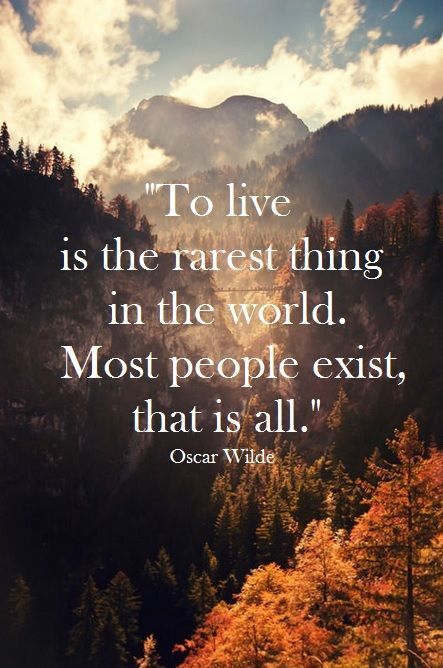 "To live
is the rarest thing
in the world.
Most people exist,
that is all."
Oscar Wilde